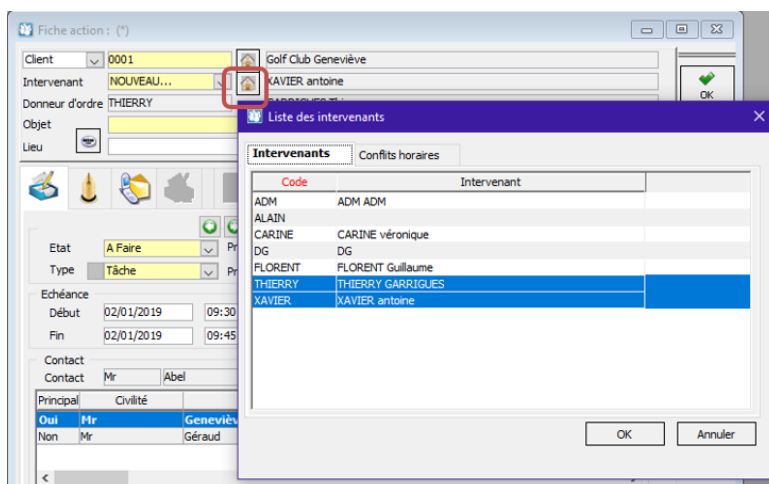 Fiche action : (*)
Client 0001 Golf Club Geneviève
Intervenant NOUVEAU... XAVIER antoine
Donneur d'ordre THIERRY
OK
Objet
Lieu
Liste des intervenants
Intervenants Conflits horaires
Code Intervenant
ADM ADM ADM
ALAIN
CARINE CARINE véronique
DG DG
FLORENT FLORENT Guillaume
THIERRY THIERRY GARRIGUES
XAVIER XAVIER antoine
OK Annuler
Etat A Faire Pr
Type Tâche Pr
Echéance
Début 02/01/2019 09:30
Fin 02/01/2019 09:45
Contact
Contact Mr Abel
Principal Civilité
Oui Mr Genevièv
Non Mr Géraud